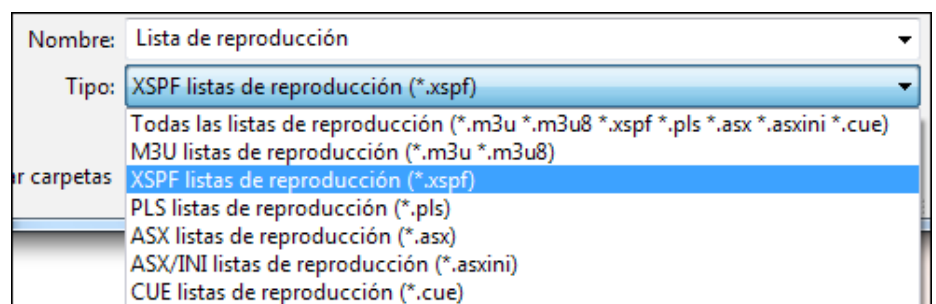 Nombre: Lista de reproducción
Tipo: XSPF listas de reproducción (*.xspf)
Todas las listas de reproducción (*.m3u *.m3u8 *.xspf *.pls *.asx *.asxini *.cue)
M3U listas de reproducción (*.m3u *.m3u8)
ar carpetas XSPF listas de reproducción (*.xspf)
PLS listas de reproducción (*.pls)
ASX listas de reproducción (*.asx)
ASX/INI listas de reproducción (*.asxini)
CUE listas de reproducción (*.cue)